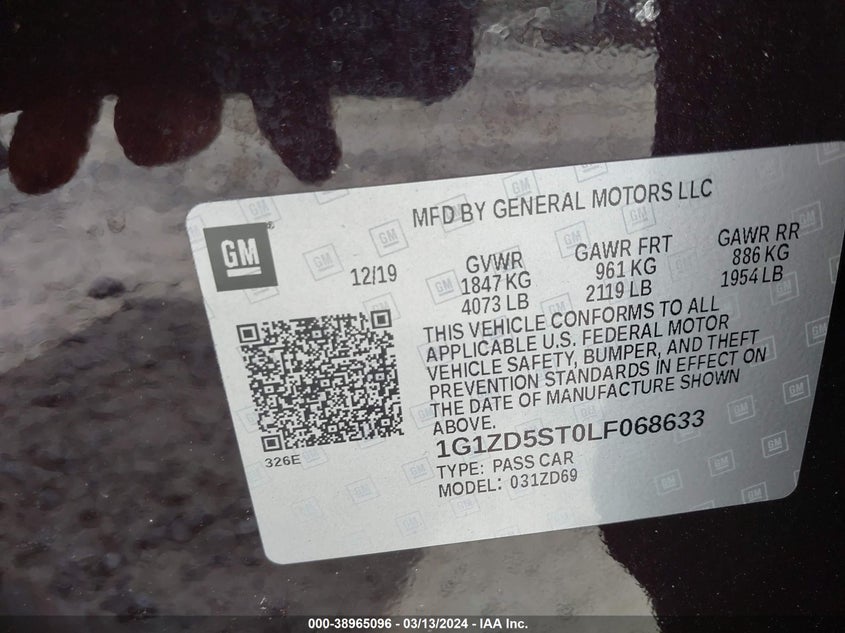 MFD BY GENERAL MOTORS LLC
GM
12/19
GVWR GAWR FRT GAWR RR
1847 KG 961 KG 886 KG
4073 LB 2119 LB 1954 LB
THIS VEHICLE CONFORMS TO ALL
APPLICABLE U.S. FEDERAL MOTOR
VEHICLE SAFETY, BUMPER, AND THEFT
PREVENTION STANDARDS IN EFFECT ON
THE DATE OF MANUFACTURE SHOWN
ABOVE.
326E
1G1ZD5ST0LF068633
TYPE: PASS CAR
MODEL: 031ZD69
000-38965096 - 03/13/2024 - IAA Inc.